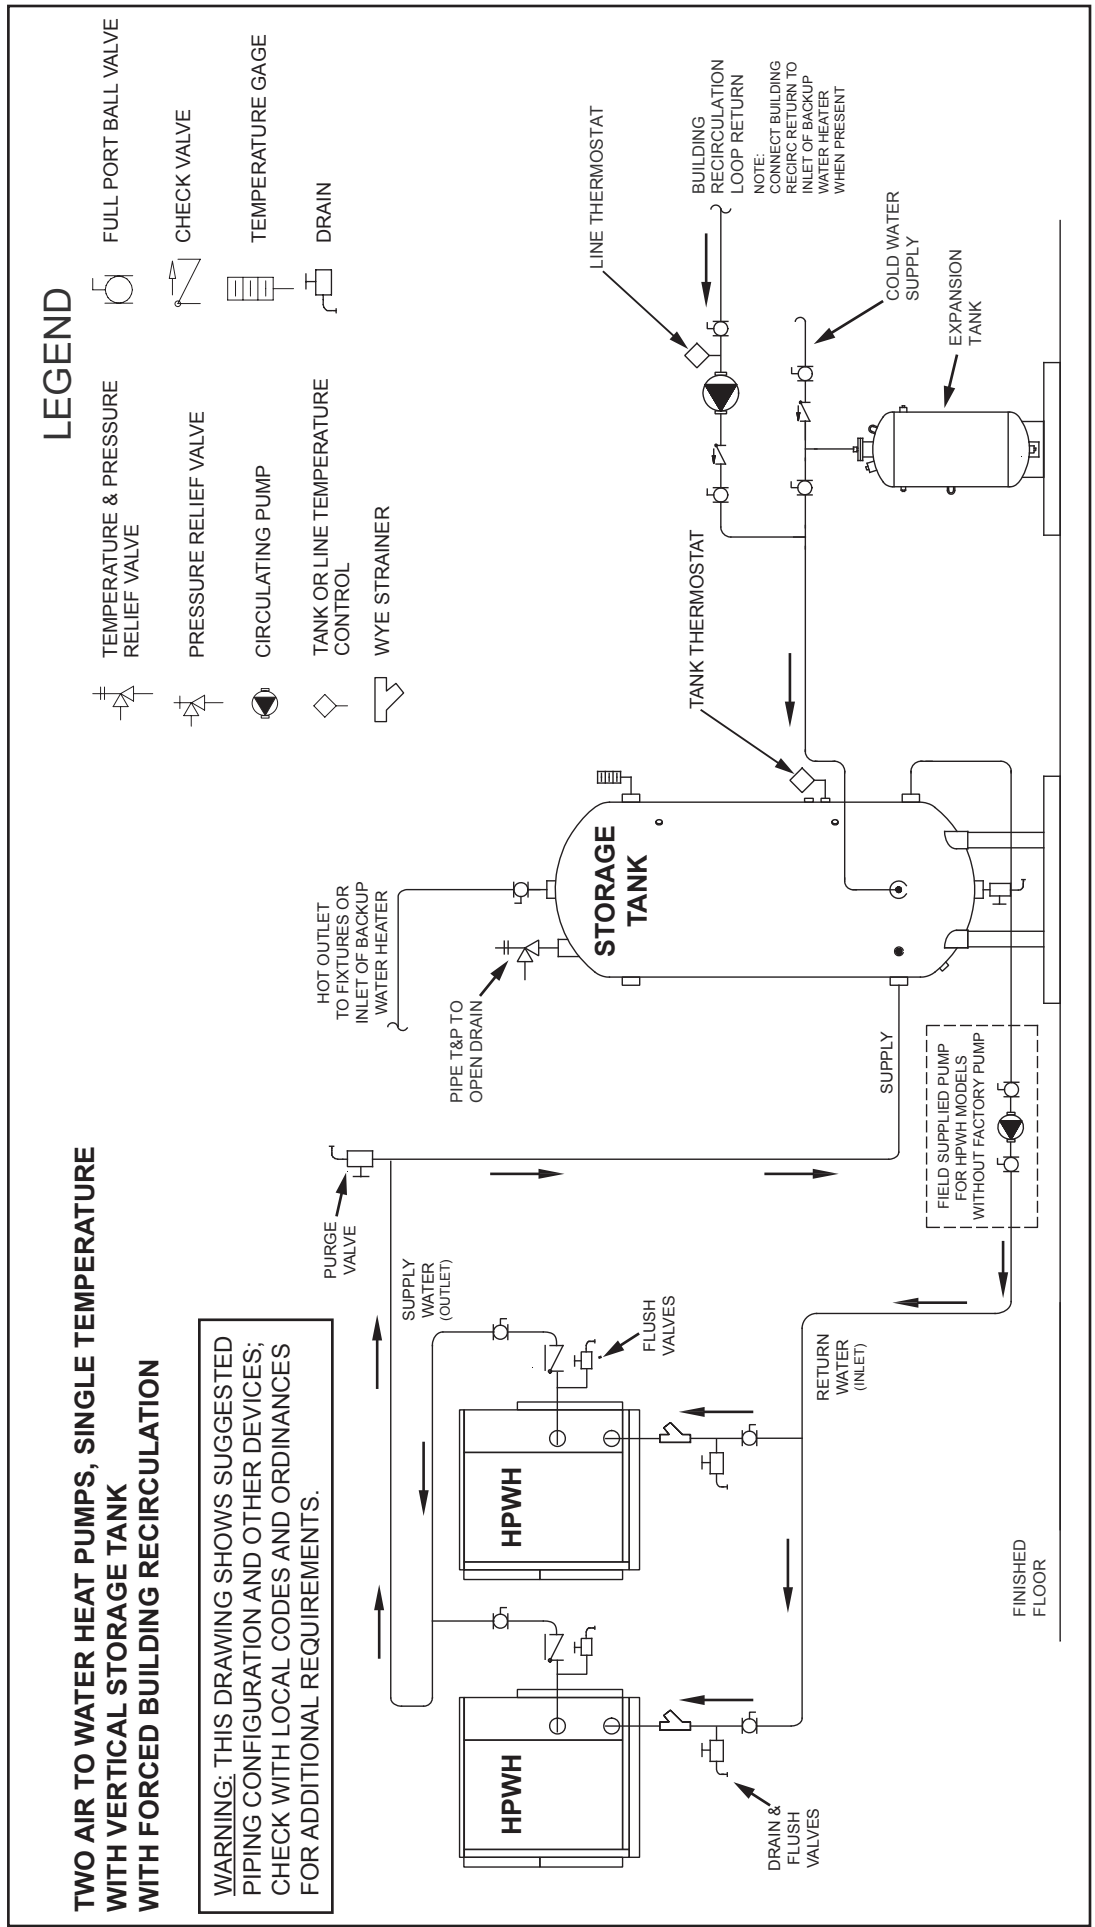 TWO AIR TO WATER HEAT PUMPS, SINGLE TEMPERATURE
WITH VERTICAL STORAGE TANK
WITH FORCED BUILDING RECIRCULATION
WARNING: THIS DRAWING SHOWS SUGGESTED
PIPING CONFIGURATION AND OTHER DEVICES;
CHECK WITH LOCAL CODES AND ORDINANCES
FOR ADDITIONAL REQUIREMENTS.
LEGEND
TEMPERATURE & PRESSURE
RELIEF VALVE
PRESSURE RELIEF VALVE
CIRCULATING PUMP
TANK OR LINE TEMPERATURE
CONTROL
WYE STRAINER
FULL PORT BALL VALVE
CHECK VALVE
TEMPERATURE GAGE
DRAIN
PURGE
VALVE
SUPPLY
WATER
(OUTLET)
HOT OUTLET
TO FIXTURES OR
INLET OF BACKUP
WATER HEATER
PIPE T&P TO
OPEN DRAIN
STORAGE
TANK
TANK THERMOSTAT
LINE THERMOSTAT
BUILDING
RECIRCULATION
LOOP RETURN
NOTE:
CONNECT BUILDING
RECIRC RETURN TO
INLET OF BACKUP
WATER HEATER
WHEN PRESENT
COLD WATER
SUPPLY
EXPANSION
TANK
SUPPLY
FIELD SUPPLIED PUMP
FOR HPWH MODELS
WITHOUT FACTORY PUMP
HPWH
HPWH
FLUSH
VALVES
RETURN
WATER
(INLET)
DRAIN &
FLUSH
VALVES
FINISHED
FLOOR